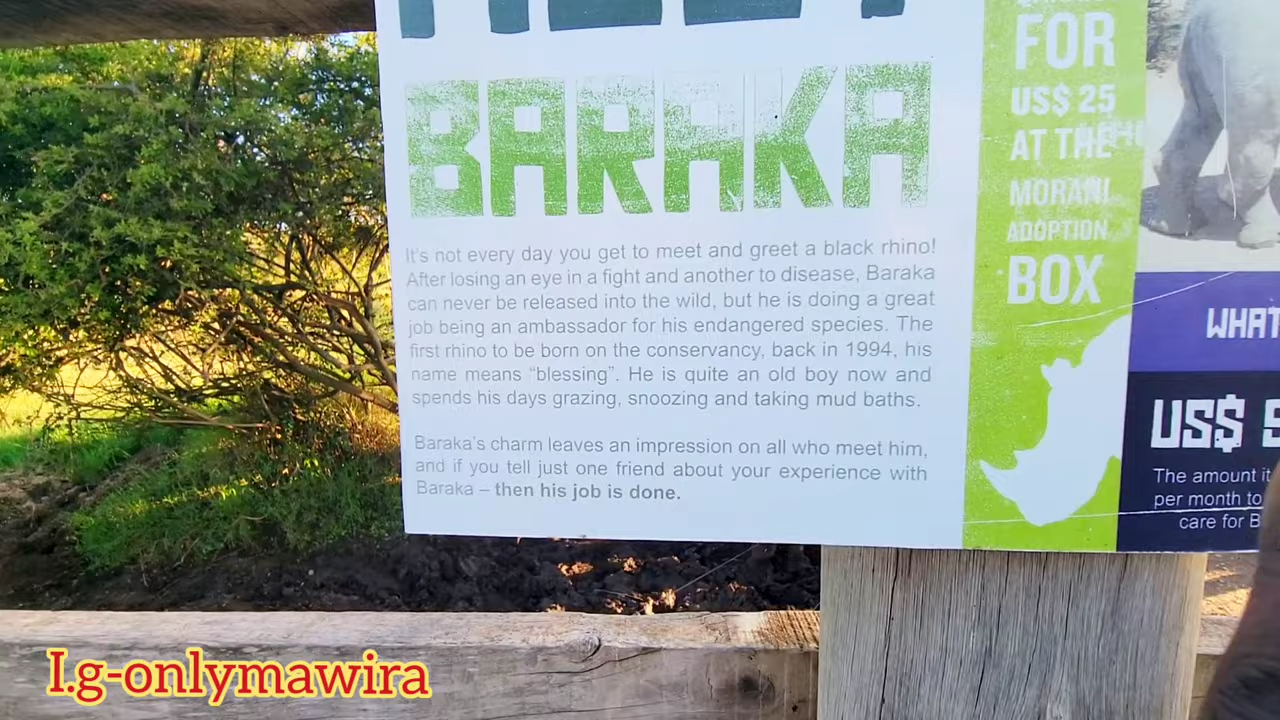 BARAKA
It's not every day you get to meet and greet a black rhino!
After losing an eye in a fight and another to disease, Baraka
can never be released into the wild, but he is doing a great
job being an ambassador for his endangered species. The
first rhino to be born on the conservancy, back in 1994, his
name means “blessing”. He is quite an old boy now and
spends his days grazing, snoozing and taking mud baths.
Baraka's charm leaves an impression on all who meet him,
and if you tell just one friend about your experience with
Baraka – then his job is done.
FOR
US$ 25
AT THE
MORANI
ADOPTION
BOX
WHAT
US$
The amount it
per month to
care for B
I.g-onlymawira